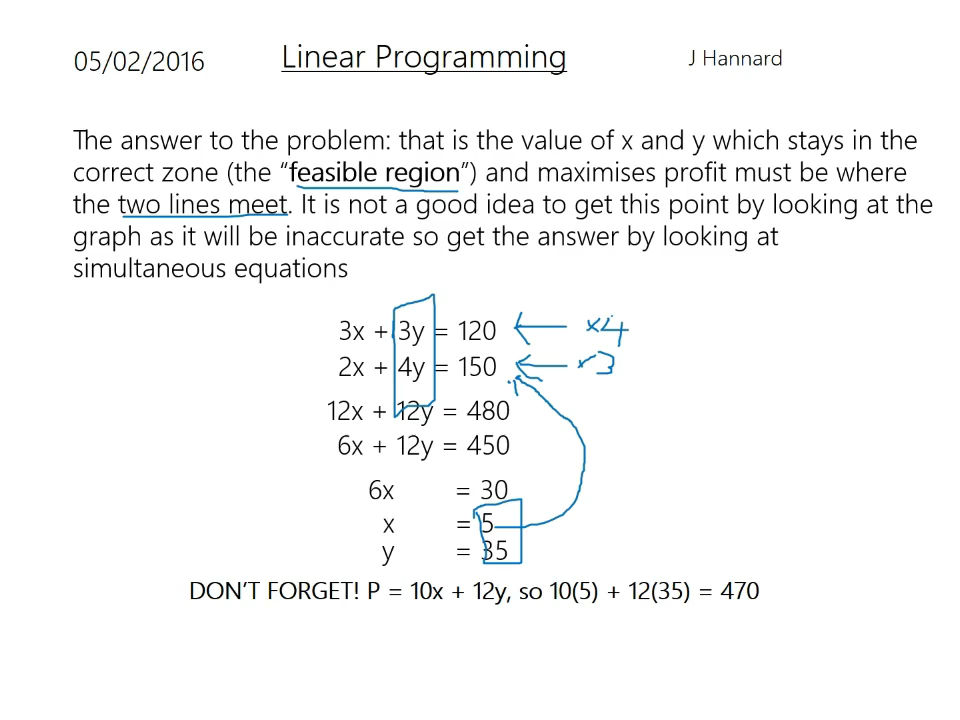 05/02/2016 Linear Programming J Hannard
The answer to the problem: that is the value of x and y which stays in the
correct zone (the “feasible region”) and maximises profit must be where
the two lines meet. It is not a good idea to get this point by looking at the
graph as it will be inaccurate so get the answer by looking at
simultaneous equations
3x + 3y = 120 x4
2x + 4y = 150 x3
12x + 12y = 480
6x + 12y = 450
6x = 30
x = 5
y = 35
DON’T FORGET! P = 10x + 12y, so 10(5) + 12(35) = 470